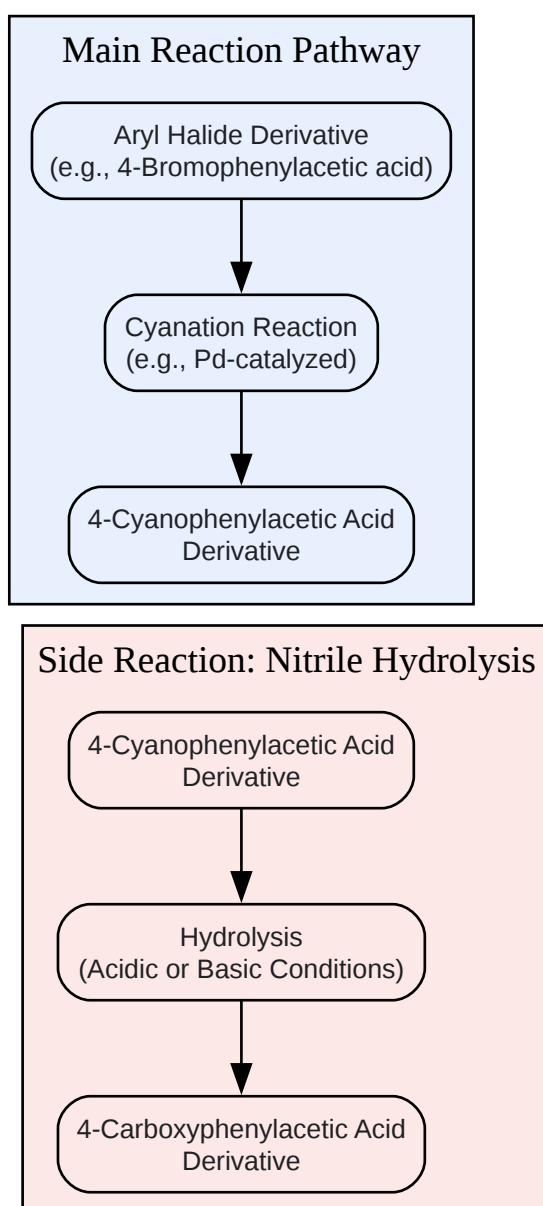 Main Reaction Pathway
Aryl Halide Derivative
(e.g., 4-Bromophenylacetic acid)
Cyanation Reaction
(e.g., Pd-catalyzed)
4-Cyanophenylacetic Acid
Derivative
Side Reaction: Nitrile Hydrolysis
4-Cyanophenylacetic Acid
Derivative
Hydrolysis
(Acidic or Basic Conditions)
4-Carboxyphenylacetic Acid
Derivative